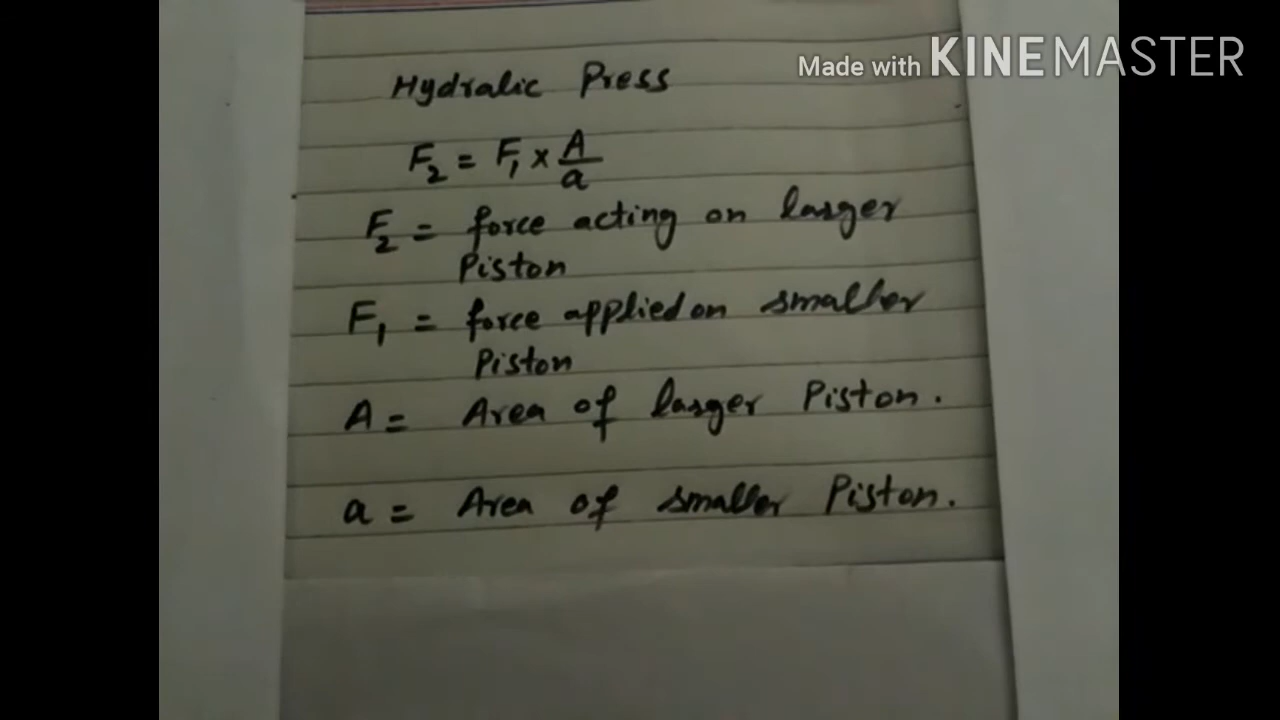 Made with KINEMASTER
Hydralic Press
F₂ = F₁ × A/a
F₂ = force acting on larger
Piston
F₁ = force applied on smaller
Piston
A = Area of larger Piston.
a = Area of smaller Piston.